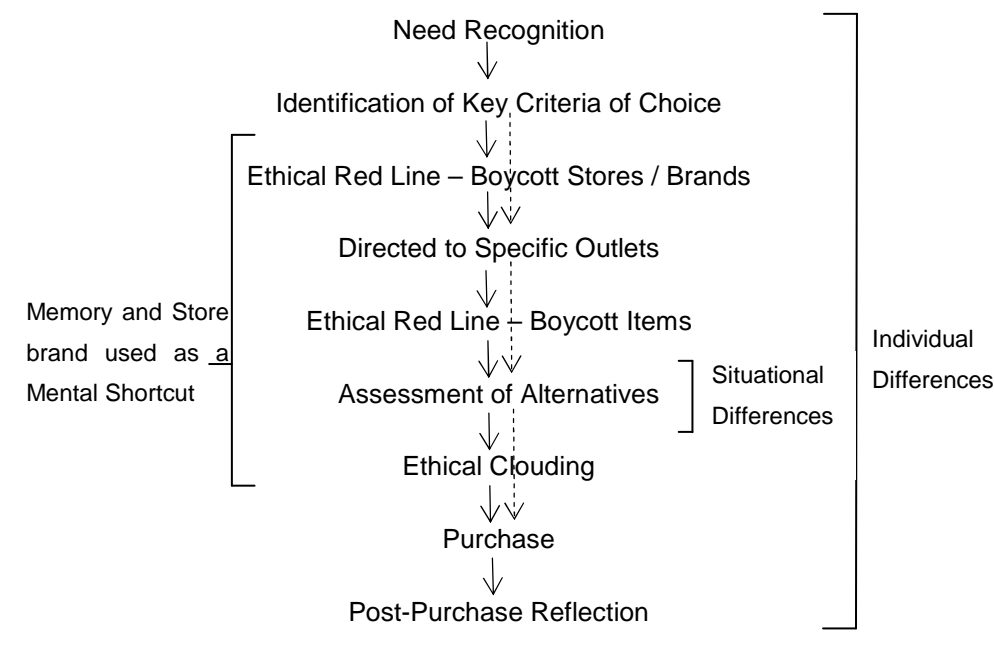 Need Recognition
Identification of Key Criteria of Choice
Ethical Red Line – Boycott Stores / Brands
Directed to Specific Outlets
Ethical Red Line – Boycott Items
Assessment of Alternatives
Ethical Clouding
Purchase
Post-Purchase Reflection
Memory and Store
brand used as a
Mental Shortcut
Situational
Differences
Individual
Differences